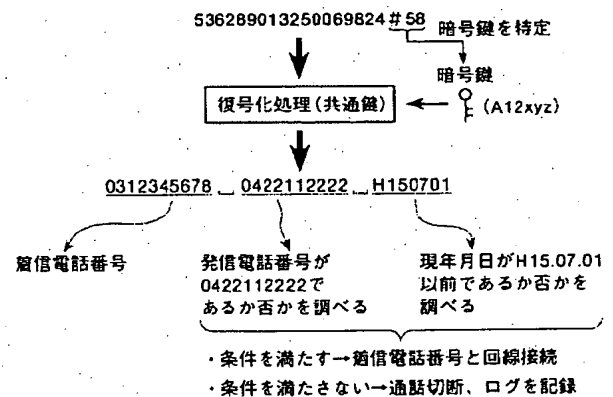 536289013250069824#58
暗号鍵を特定
暗号鍵
復号化処理(共通鍵)
(A12xyz)
0312345678 _ 0422112222 _ H150701
着信電話番号
発信電話番号が
0422112222で
あるか否かを調べる
現年月日がH15.07.01
以前であるか否かを
調べる
・条件を満たす→着信電話番号と回線接続
・条件を満たさない→通話切断、ログを記録